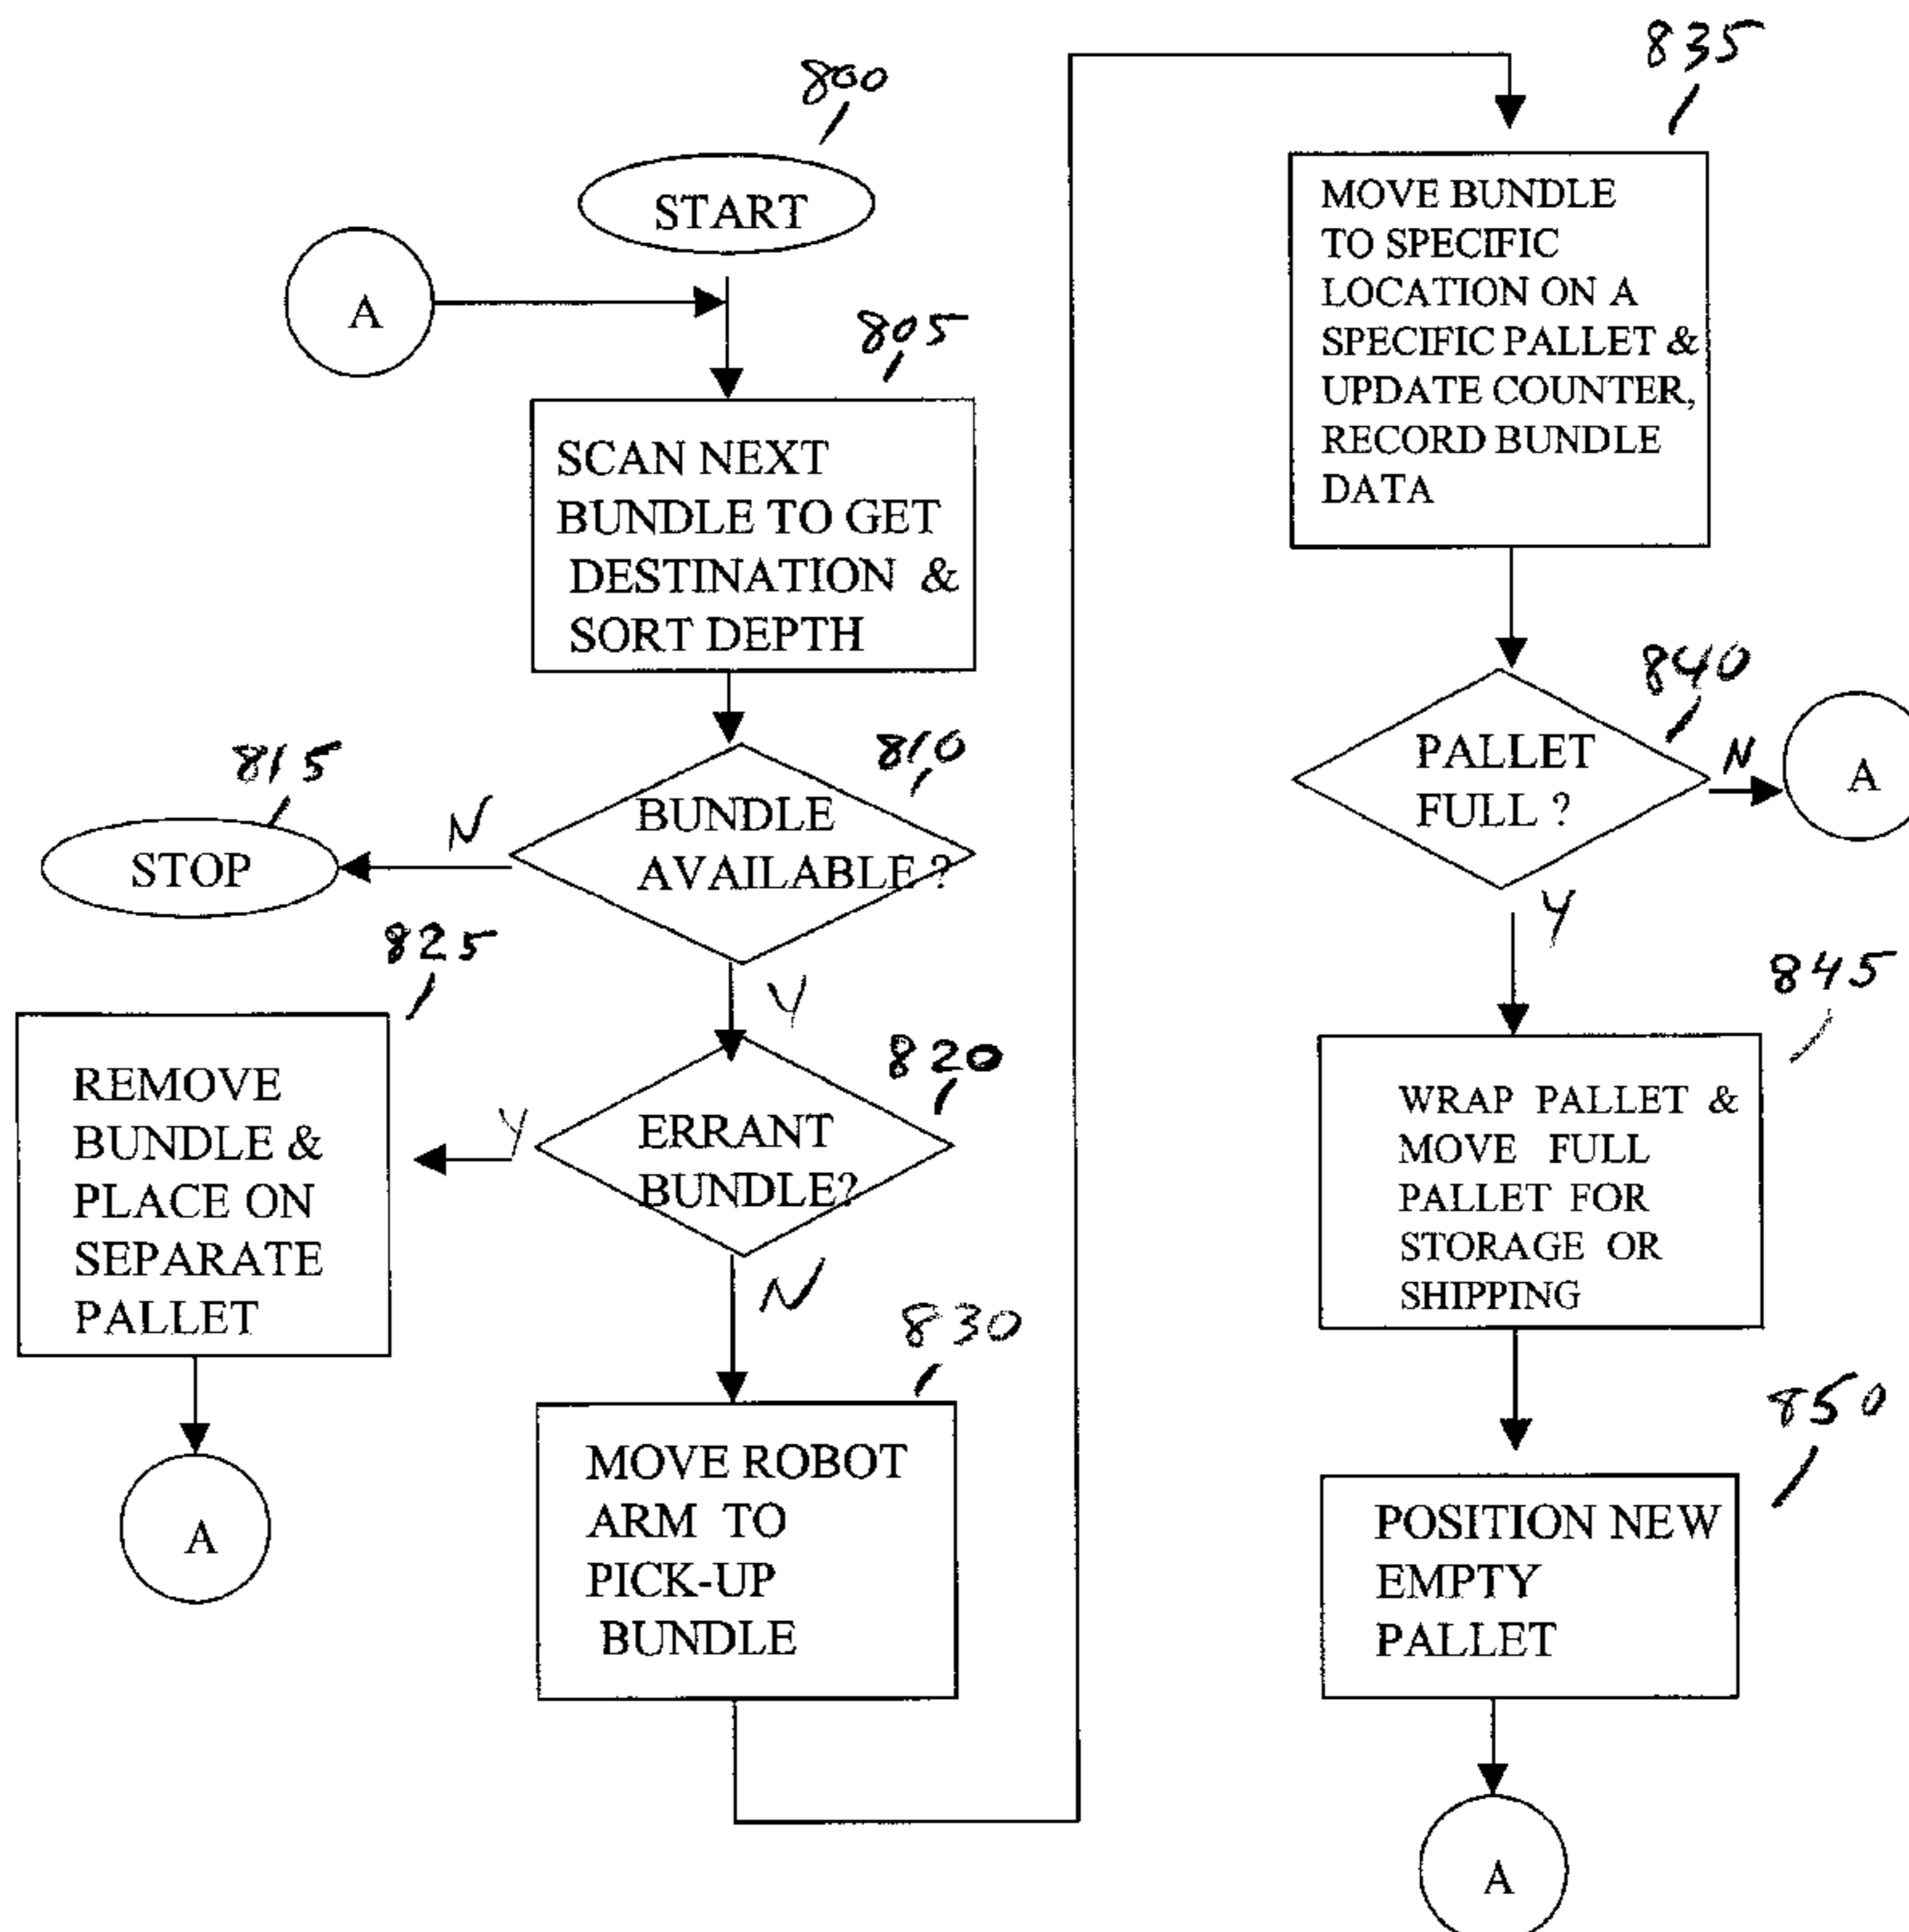 800
START
A
805
SCAN NEXT
BUNDLE TO GET
DESTINATION &
SORT DEPTH
810
BUNDLE
AVAILABLE ?
N
815
STOP
Y
820
ERRANT
BUNDLE?
Y
825
REMOVE
BUNDLE &
PLACE ON
SEPARATE
PALLET
A
N
830
MOVE ROBOT
ARM TO
PICK-UP
BUNDLE
835
MOVE BUNDLE
TO SPECIFIC
LOCATION ON A
SPECIFIC PALLET &
UPDATE COUNTER,
RECORD BUNDLE
DATA
840
PALLET
FULL ?
N
A
Y
845
WRAP PALLET &
MOVE FULL
PALLET FOR
STORAGE OR
SHIPPING
850
POSITION NEW
EMPTY
PALLET
A